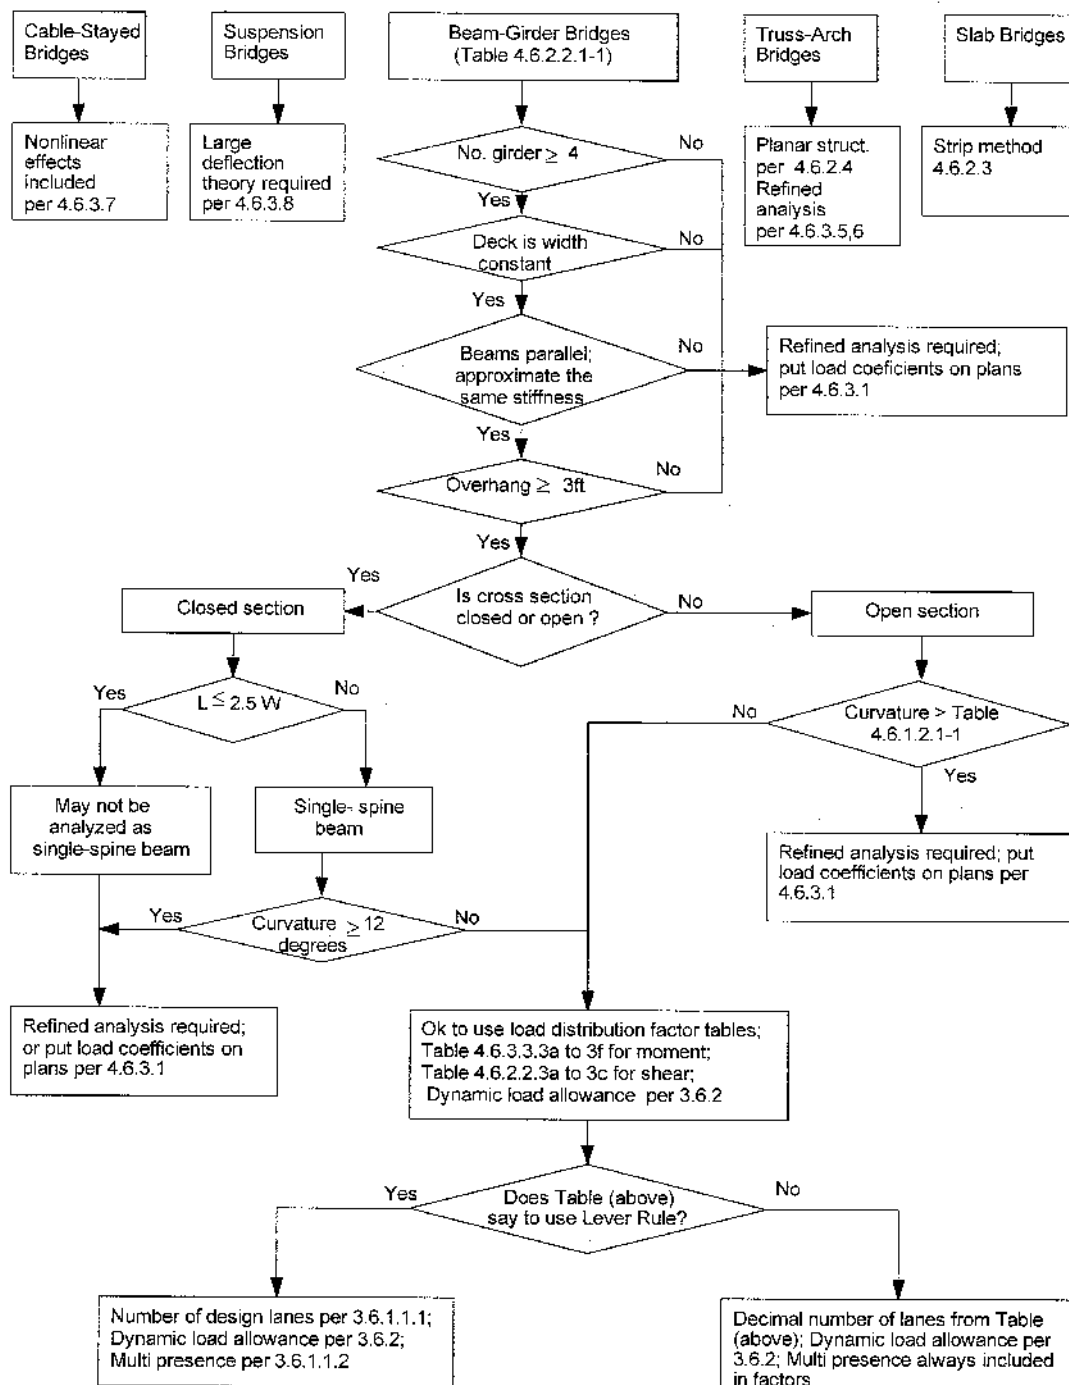 Cable-Stayed
Bridges
Suspension
Bridges
Beam-Girder Bridges
(Table 4.6.2.2.1-1)
Truss-Arch
Bridges
Slab Bridges
Nonlinear
effects
included
per 4.6.3.7
Large
deflection
theory required
per 4.6.3.8
No. girder ≥ 4
No
Planar struct.
per 4.6.2.4
Refined
analysis
per 4.6.3.5,6
Strip method
4.6.2.3
Yes
Deck is width
constant
No
Yes
Beams parallel;
approximate the
same stiffness
No
Refined analysis required;
put load coeficients on plans
per 4.6.3.1
Yes
Overhang ≥ 3ft
No
Yes
Is cross section
closed or open ?
Yes
No
Closed section
Open section
L ≤ 2.5 W
Yes
No
Curvature > Table
4.6.1.2.1-1
No
Yes
May not be
analyzed as
single-spine beam
Single- spine
beam
Refined analysis required; put
load coefficients on plans per
4.6.3.1
Curvature ≥ 12
degrees
Yes
No
Refined analysis required;
or put load coefficients on
plans per 4.6.3.1
Ok to use load distribution factor tables;
Table 4.6.3.3.3a to 3f for moment;
Table 4.6.2.2.3a to 3c for shear;
Dynamic load allowance per 3.6.2
Does Table (above)
say to use Lever Rule?
Yes
No
Number of design lanes per 3.6.1.1.1;
Dynamic load allowance per 3.6.2;
Multi presence per 3.6.1.1.2
Decimal number of lanes from Table
(above); Dynamic load allowance per
3.6.2; Multi presence always included
in factors